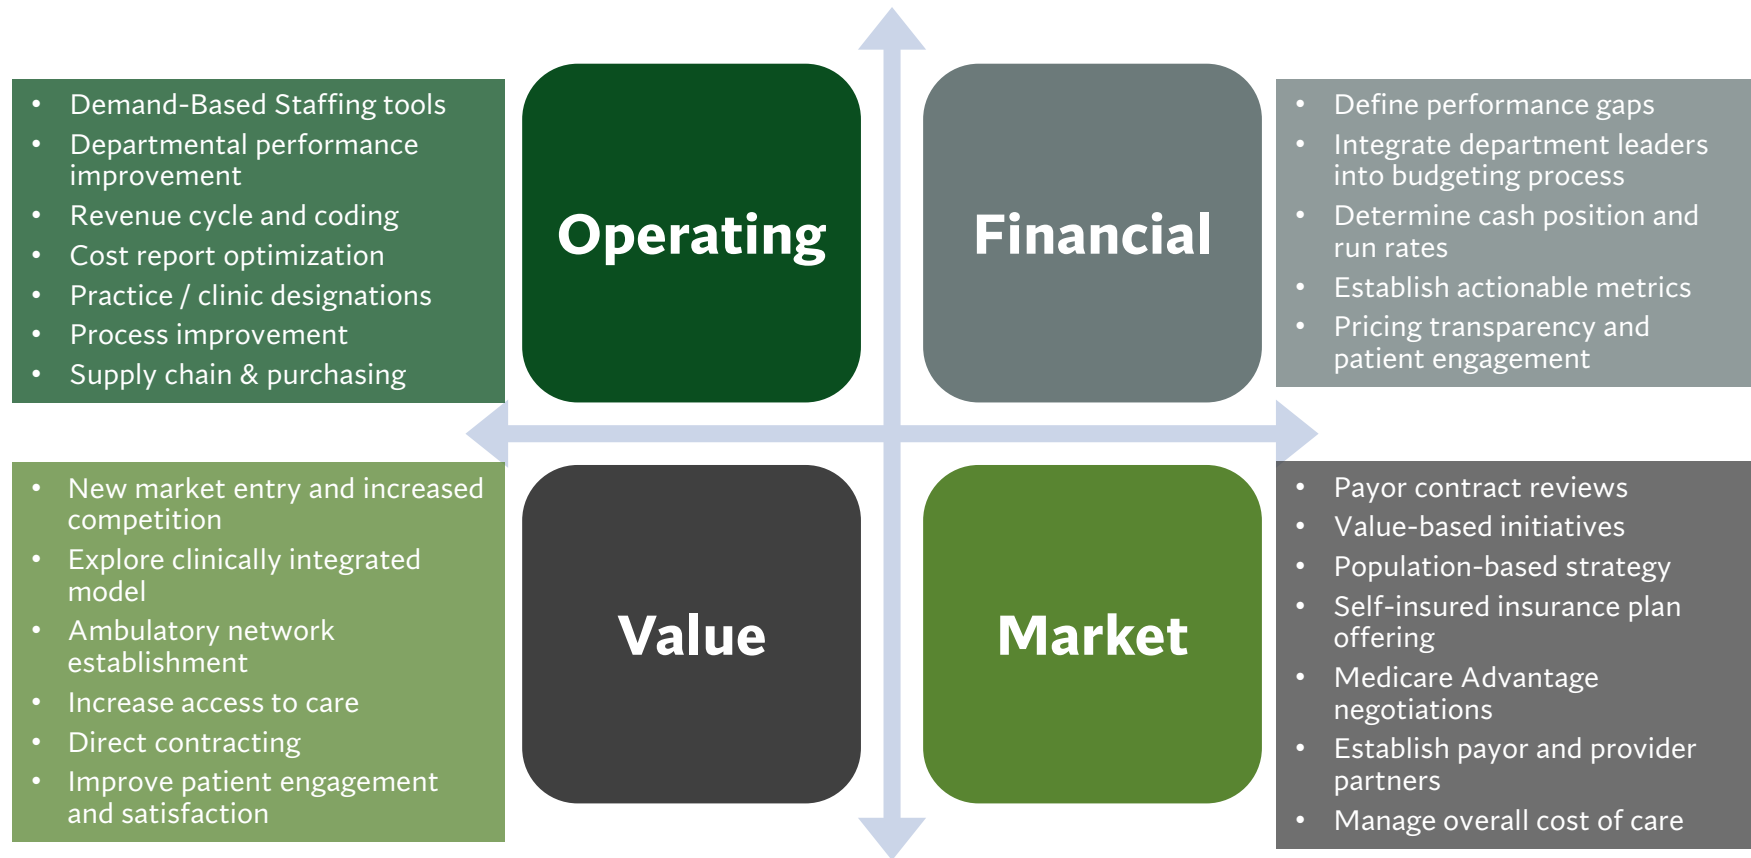 • Demand-Based Staffing tools
• Departmental performance
improvement
• Revenue cycle and coding
• Cost report optimization
• Practice / clinic designations
• Process improvement
• Supply chain & purchasing
Operating
Financial
• Define performance gaps
• Integrate department leaders
into budgeting process
• Determine cash position and
run rates
• Establish actionable metrics
• Pricing transparency and
patient engagement
• New market entry and increased
competition
• Explore clinically integrated
model
• Ambulatory network
establishment
• Increase access to care
• Direct contracting
• Improve patient engagement
and satisfaction
Value
Market
• Payor contract reviews
• Value-based initiatives
• Population-based strategy
• Self-insured insurance plan
offering
• Medicare Advantage
negotiations
• Establish payor and provider
partners
• Manage overall cost of care